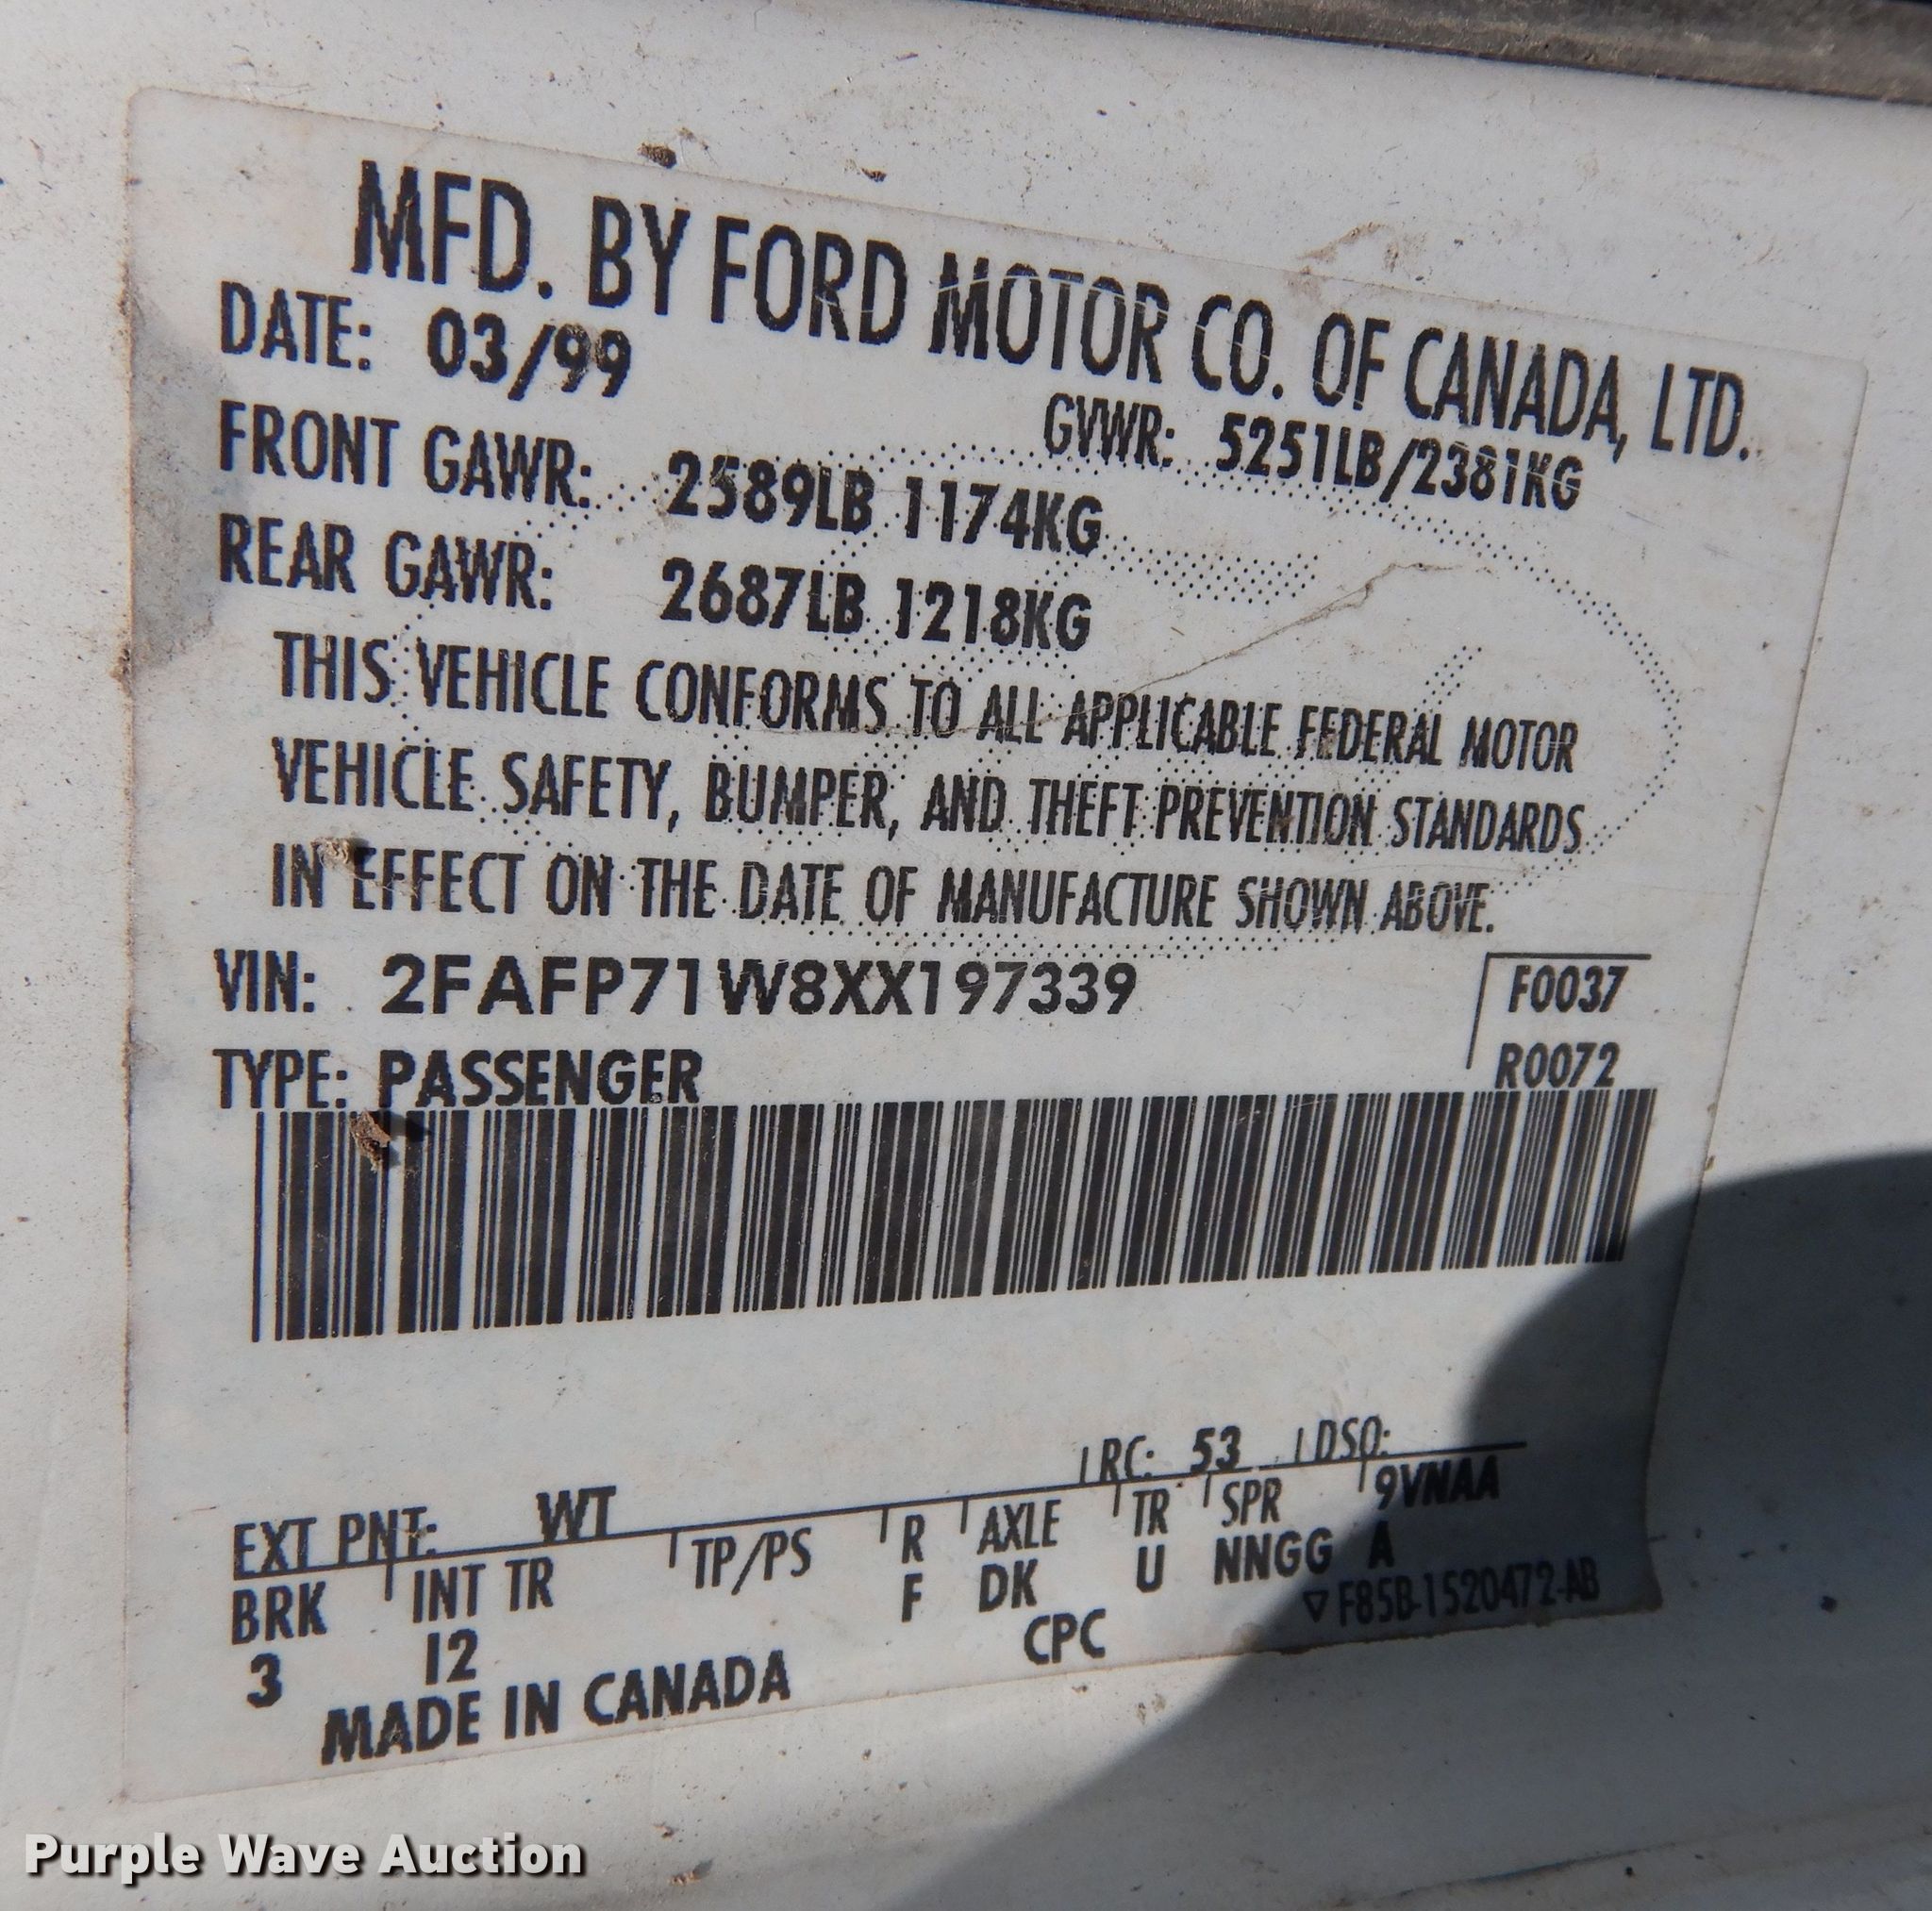 MFD. BY FORD MOTOR CO. OF CANADA, LTD.
DATE: 03/99
GVWR: 5251LB/2381KG
FRONT GAWR: 2589LB 1174KG
REAR GAWR: 2687LB 1218KG
THIS VEHICLE CONFORMS TO ALL APPLICABLE FEDERAL MOTOR
VEHICLE SAFETY, BUMPER, AND THEFT PREVENTION STANDARDS
IN EFFECT ON THE DATE OF MANUFACTURE SHOWN ABOVE.
VIN: 2FAFP71W8XX197339
F0037
TYPE: PASSENGER
R0072
EXT PNT: WT RC: 53 DSO:
BRK INT TR TP/PS R AXLE TR SPR 9VNAA
3 I2 F DK U NNGG A
MADE IN CANADA CPC ▽ F85B-1520472-AB
Purple Wave Auction